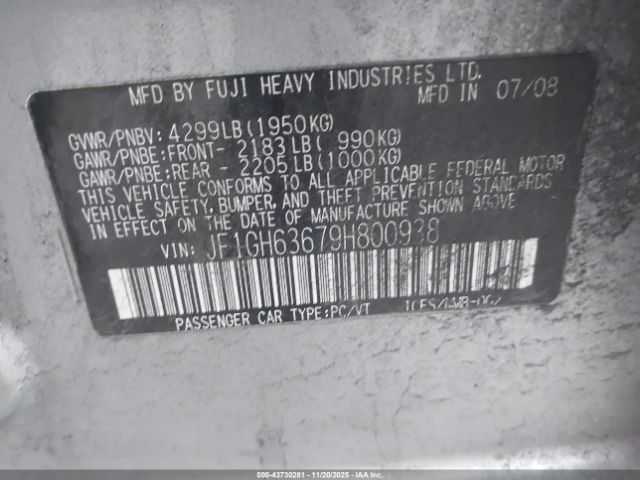 MFD BY FUJI HEAVY INDUSTRIES LTD.
MFD IN 07/08
GVWR/PNBV: 4299LB(1950KG)
GAWR/PNBE: FRONT- 2183LB( 990KG)
GAWR/PNBE: REAR - 2205LB(1000KG)
THIS VEHICLE CONFORMS TO ALL APPLICABLE FEDERAL MOTOR
VEHICLE SAFETY, BUMPER, AND THEFT PREVENTION STANDARDS
IN EFFECT ON THE DATE OF MANUFACTURE SHOWN ABOVE.
VIN: JF1GH63679H800938
PASSENGER CAR TYPE:PC/VT
000-43730281 - 11/20/2025 - IAA Inc.